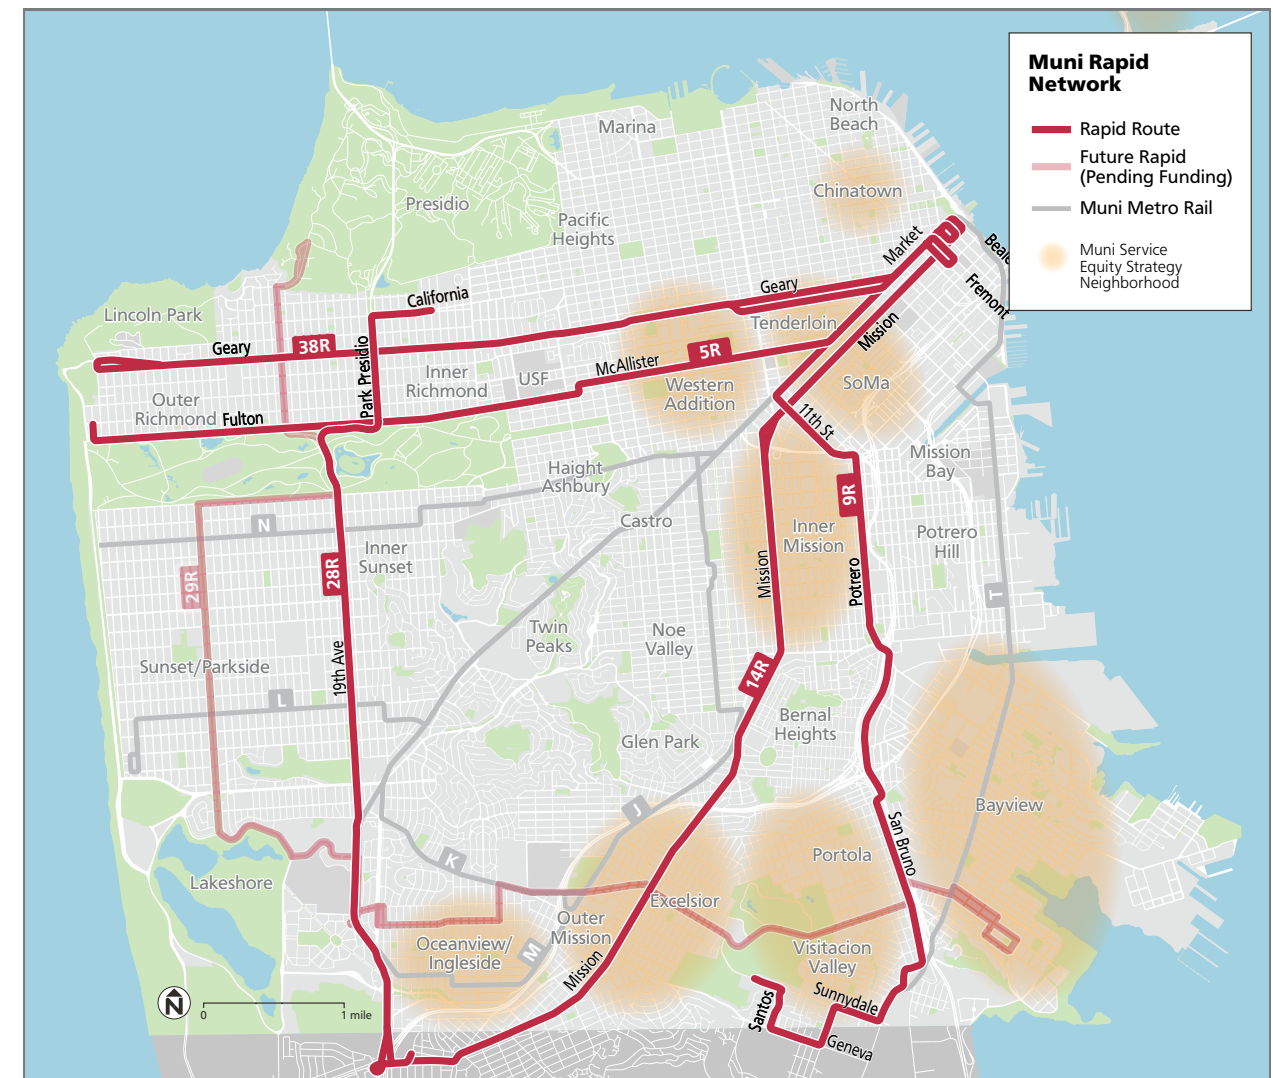 Muni Rapid
Network
Rapid Route
Future Rapid
(Pending Funding)
Muni Metro Rail
Muni Service
Equity Strategy
Neighborhood
North
Beach
Marina
Chinatown
Presidio
Pacific
Heights
Market
Beale
Fremont
California
Geary
Lincoln Park
Tenderloin
Mission
Geary
38R
Park Presidio
5R
McAllister
Inner
Richmond
USF
Western
Addition
SoMa
Outer
Richmond
Fulton
11th St
Mission
Bay
Haight
Ashbury
9R
N
Castro
Inner
Mission
Potrero
Hill
Inner
Sunset
28R
29R
Mission
Potrero
T
Twin
Peaks
Noe
Valley
Sunset/Parkside
19th Ave
14R
L
Bernal
Heights
Glen Park
Bayview
J
San Bruno
K
Portola
Lakeshore
Excelsior
Outer
Mission
Oceanview/
Ingleside
M
Visitacion
Valley
Mission
Santos
Sunnydale
Geneva
N
0
1 mile